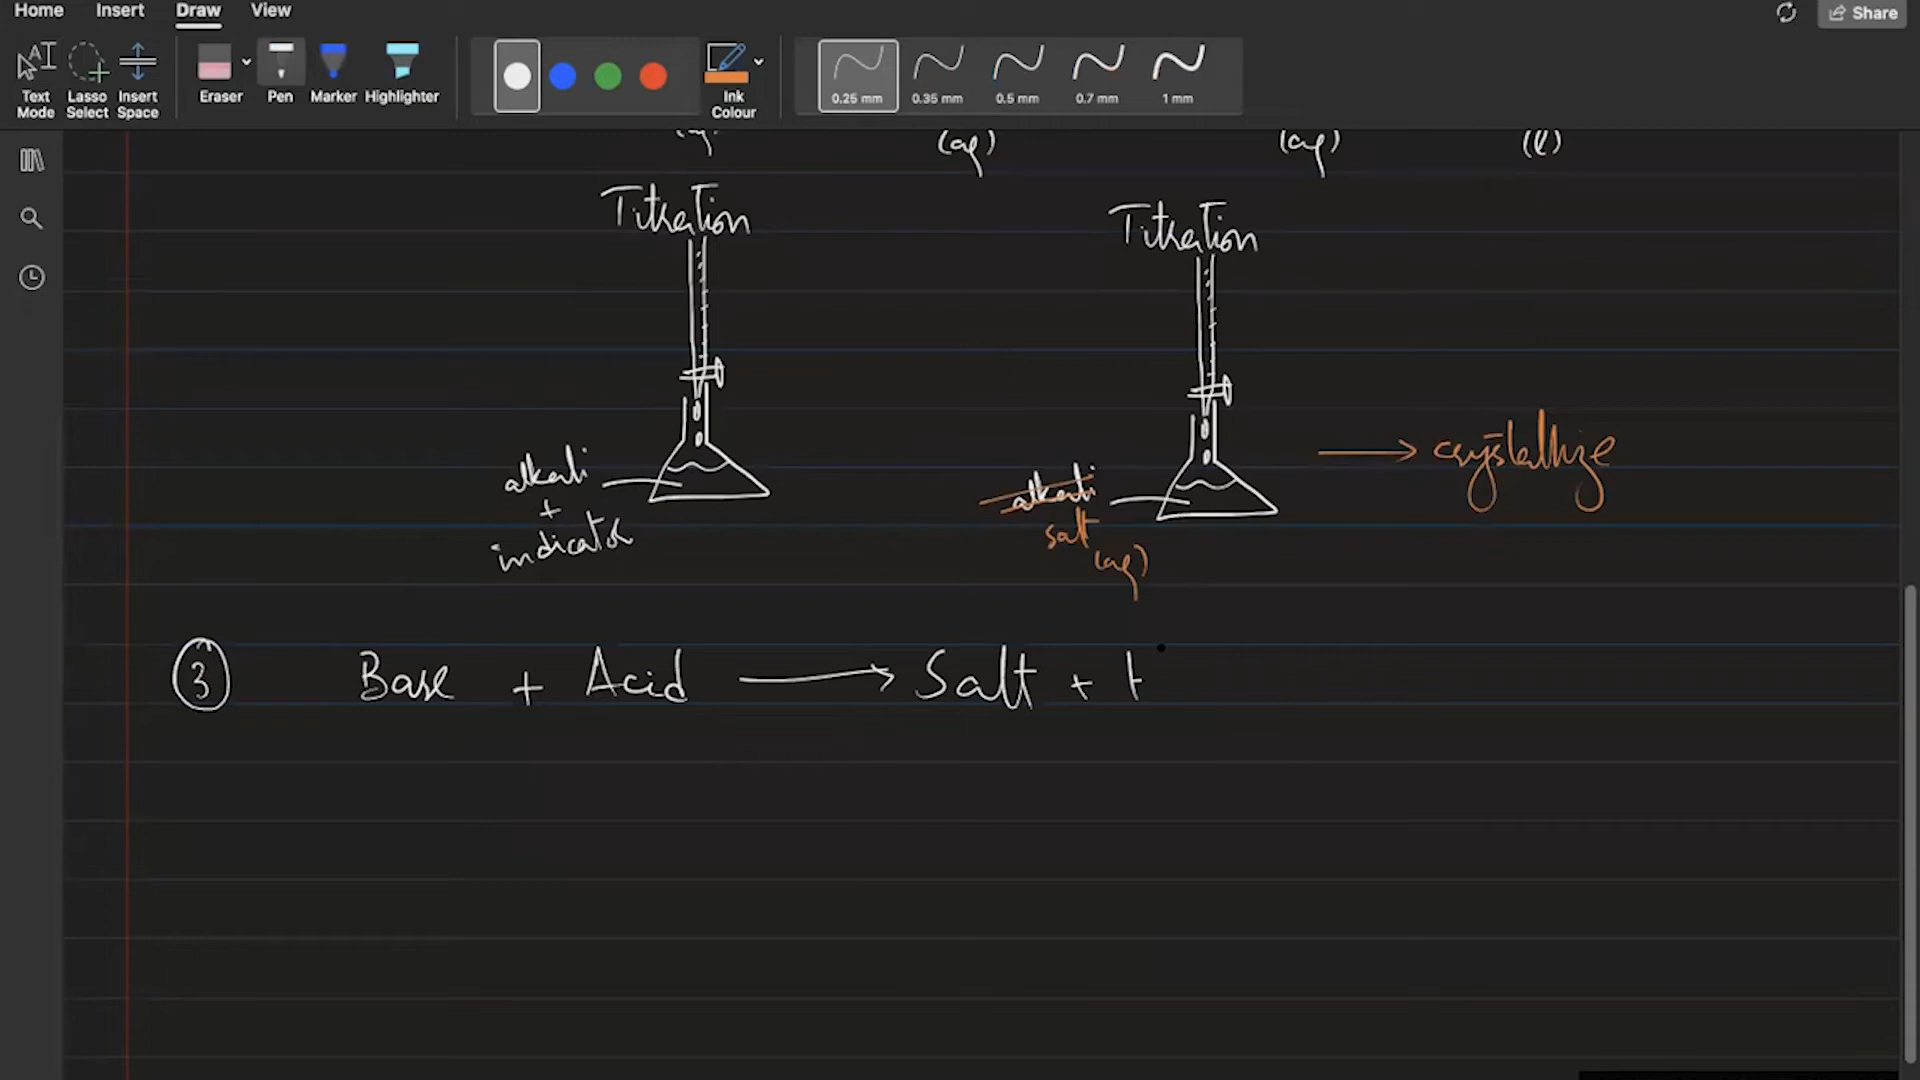 Home Insert Draw View Share
Text Mode Lasso Select Insert Space Eraser Pen Marker Highlighter Ink Colour 0.25 mm 0.35 mm 0.5 mm 0.7 mm 1 mm
(aq) (aq) (l)
Titration Titration
alkali
+
indicator
alkali
salt
(aq)
→ crystallize
3 Base + Acid → Salt +